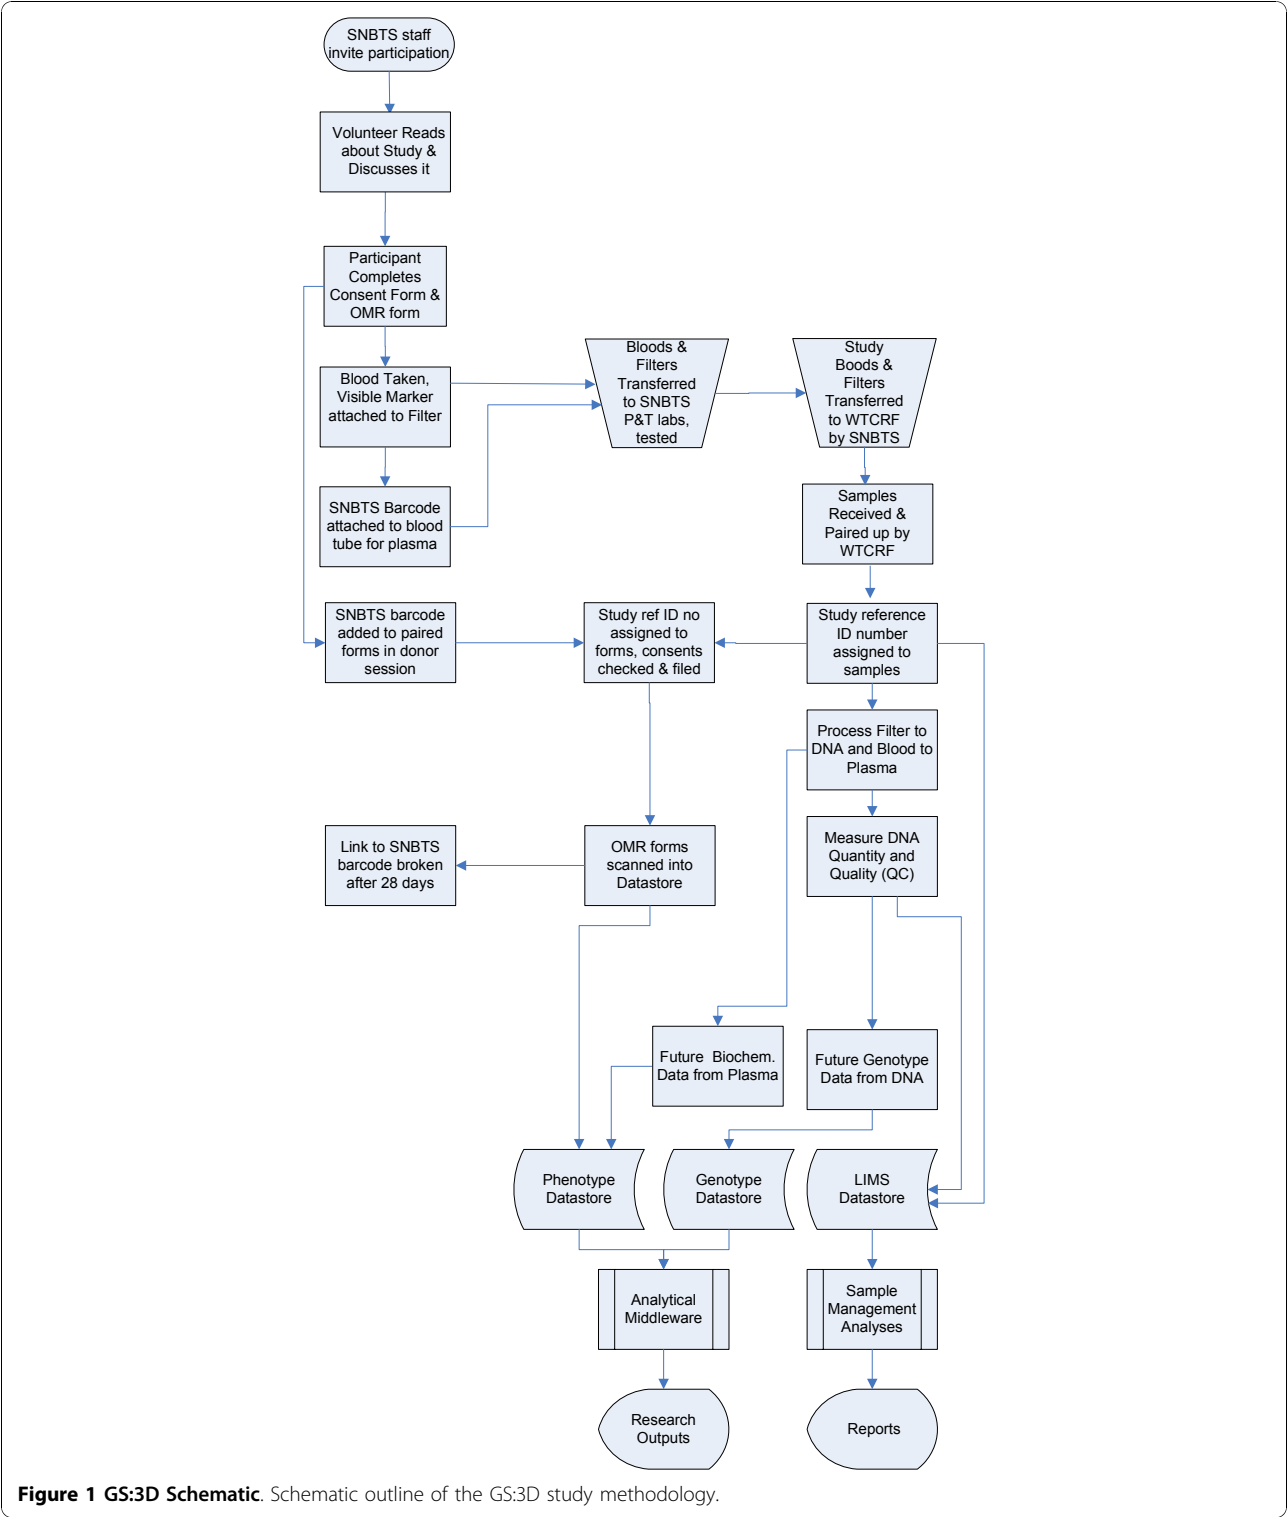 SNBTS staff
invite participation
Volunteer Reads
about Study &
Discusses it
Participant
Completes
Consent Form &
OMR form
Blood Taken,
Visible Marker
attached to Filter
Bloods &
Filters
Transferred
to SNBTS
P&T labs,
tested
Study
Boods &
Filters
Transferred
to WTCRF
by SNBTS
SNBTS Barcode
attached to blood
tube for plasma
Samples
Received &
Paired up by
WTCRF
SNBTS barcode
added to paired
forms in donor
session
Study ref ID no
assigned to
forms, consents
checked & filed
Study reference
ID number
assigned to
samples
Process Filter to
DNA and Blood to
Plasma
Link to SNBTS
barcode broken
after 28 days
OMR forms
scanned into
Datastore
Measure DNA
Quantity and
Quality (QC)
Future Biochem.
Data from Plasma
Future Genotype
Data from DNA
Phenotype
Datastore
Genotype
Datastore
LIMS
Datastore
Analytical
Middleware
Sample
Management
Analyses
Research
Outputs
Reports
Figure 1 GS:3D Schematic. Schematic outline of the GS:3D study methodology.